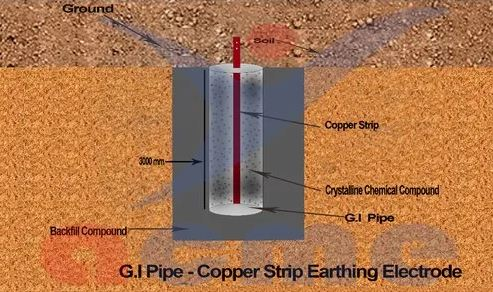 Ground
Soil
Copper Strip
3000 mm
Crystalline Chemical Compound
G.I Pipe
Backfill Compound
G.I Pipe - Copper Strip Earthing Electrode